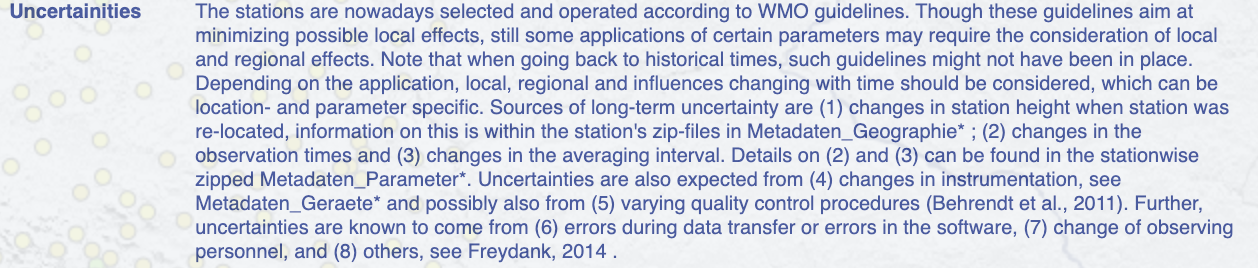 Uncertainities The stations are nowadays selected and operated according to WMO guidelines. Though these guidelines aim at
minimizing possible local effects, still some applications of certain parameters may require the consideration of local
and regional effects. Note that when going back to historical times, such guidelines might not have been in place.
Depending on the application, local, regional and influences changing with time should be considered, which can be
location- and parameter specific. Sources of long-term uncertainty are (1) changes in station height when station was
re-located, information on this is within the station's zip-files in Metadaten_Geographie* ; (2) changes in the
observation times and (3) changes in the averaging interval. Details on (2) and (3) can be found in the stationwise
zipped Metadaten_Parameter*. Uncertainties are also expected from (4) changes in instrumentation, see
Metadaten_Geraete* and possibly also from (5) varying quality control procedures (Behrendt et al., 2011). Further,
uncertainties are known to come from (6) errors during data transfer or errors in the software, (7) change of observing
personnel, and (8) others, see Freydank, 2014 .